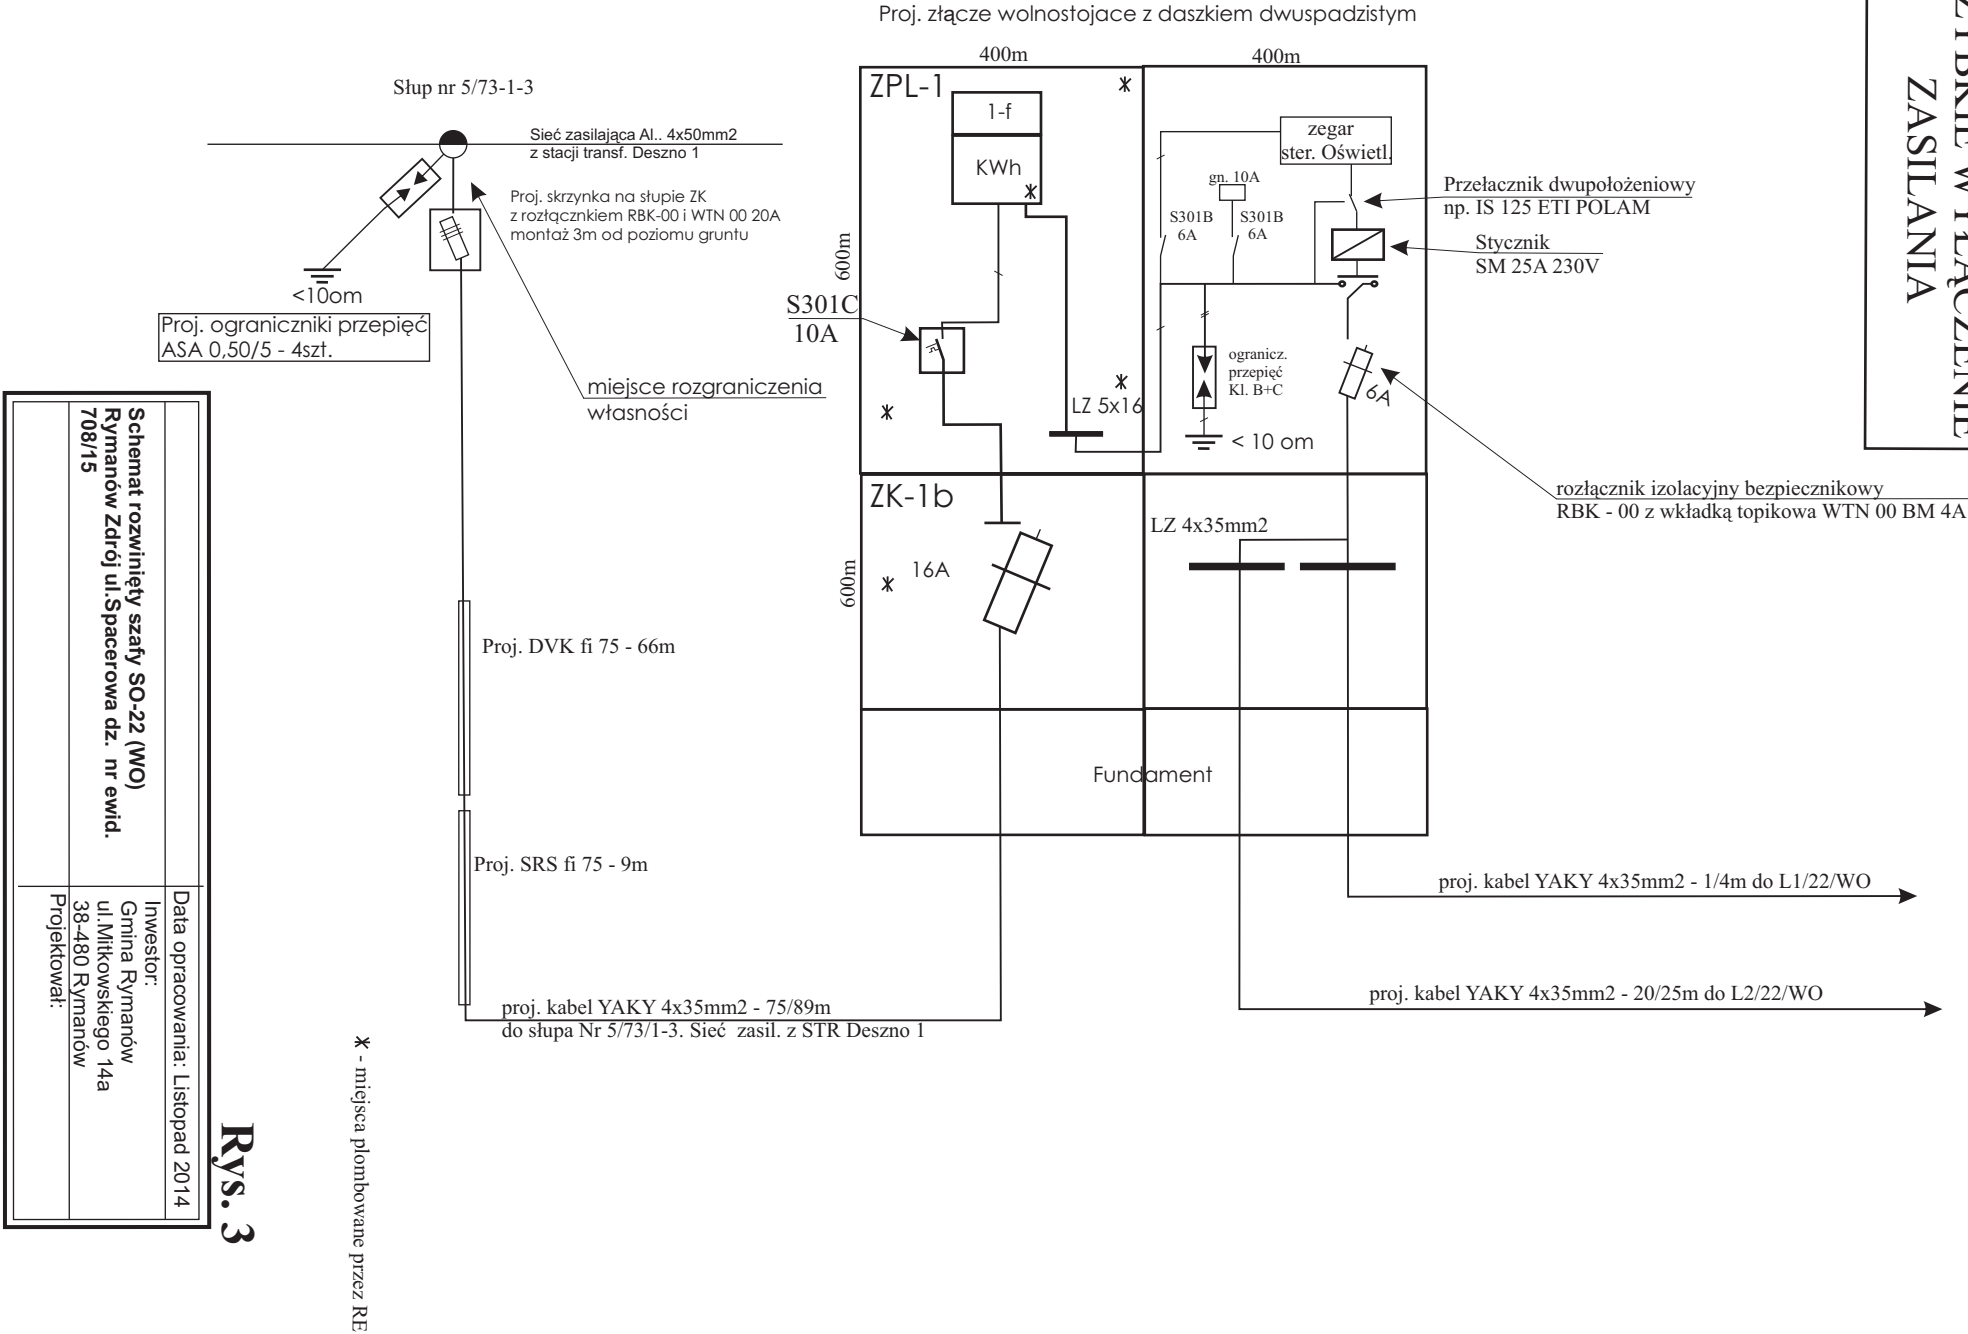 Proj. złącze wolnostojace z daszkiem dwuspadzistym
400m
400m
Słup nr 5/73-1-3
Sieć zasilająca Al.. 4x50mm2
z stacji transf. Deszno 1
Proj. skrzynka na słupie ZK
z rozłącznkiem RBK-00 i WTN 00 20A
montaż 3m od poziomu gruntu
<10om
Proj. ograniczniki przepięć
ASA 0,50/5 - 4szt.
miejsce rozgraniczenia
własności
ZPL-1
1-f
KWh
600m
S301C
10A
LZ 5x16
zegar
ster. Oświetl.
gn. 10A
S301B
6A
S301B
6A
Przełacznik dwupołożeniowy
np. IS 125 ETI POLAM
Stycznik
SM 25A 230V
ogranicz.
przepięć
Kl. B+C
< 10 om
6A
rozłącznik izolacyjny bezpiecznikowy
RBK - 00 z wkładką topikowa WTN 00 BM 4A
ZK-1b
600m
16A
LZ 4x35mm2
Fundament
Proj. DVK fi 75 - 66m
Proj. SRS fi 75 - 9m
proj. kabel YAKY 4x35mm2 - 75/89m
do słupa Nr 5/73/1-3. Sieć zasil. z STR Deszno 1
proj. kabel YAKY 4x35mm2 - 1/4m do L1/22/WO
proj. kabel YAKY 4x35mm2 - 20/25m do L2/22/WO
WYŁĄCZENIE
ZASILANIA
Schemat rozwinięty szafy SO-22 (WO)
Rymanów Zdrój ul.Spacerowa dz. nr ewid.
708/15
Data opracowania: Listopad 2014
Inwestor:
Gmina Rymanów
ul.Mitkowskiego 14a
38-480 Rymanów
Projektował:
Rys. 3
* - miejsca plombowane przez RE